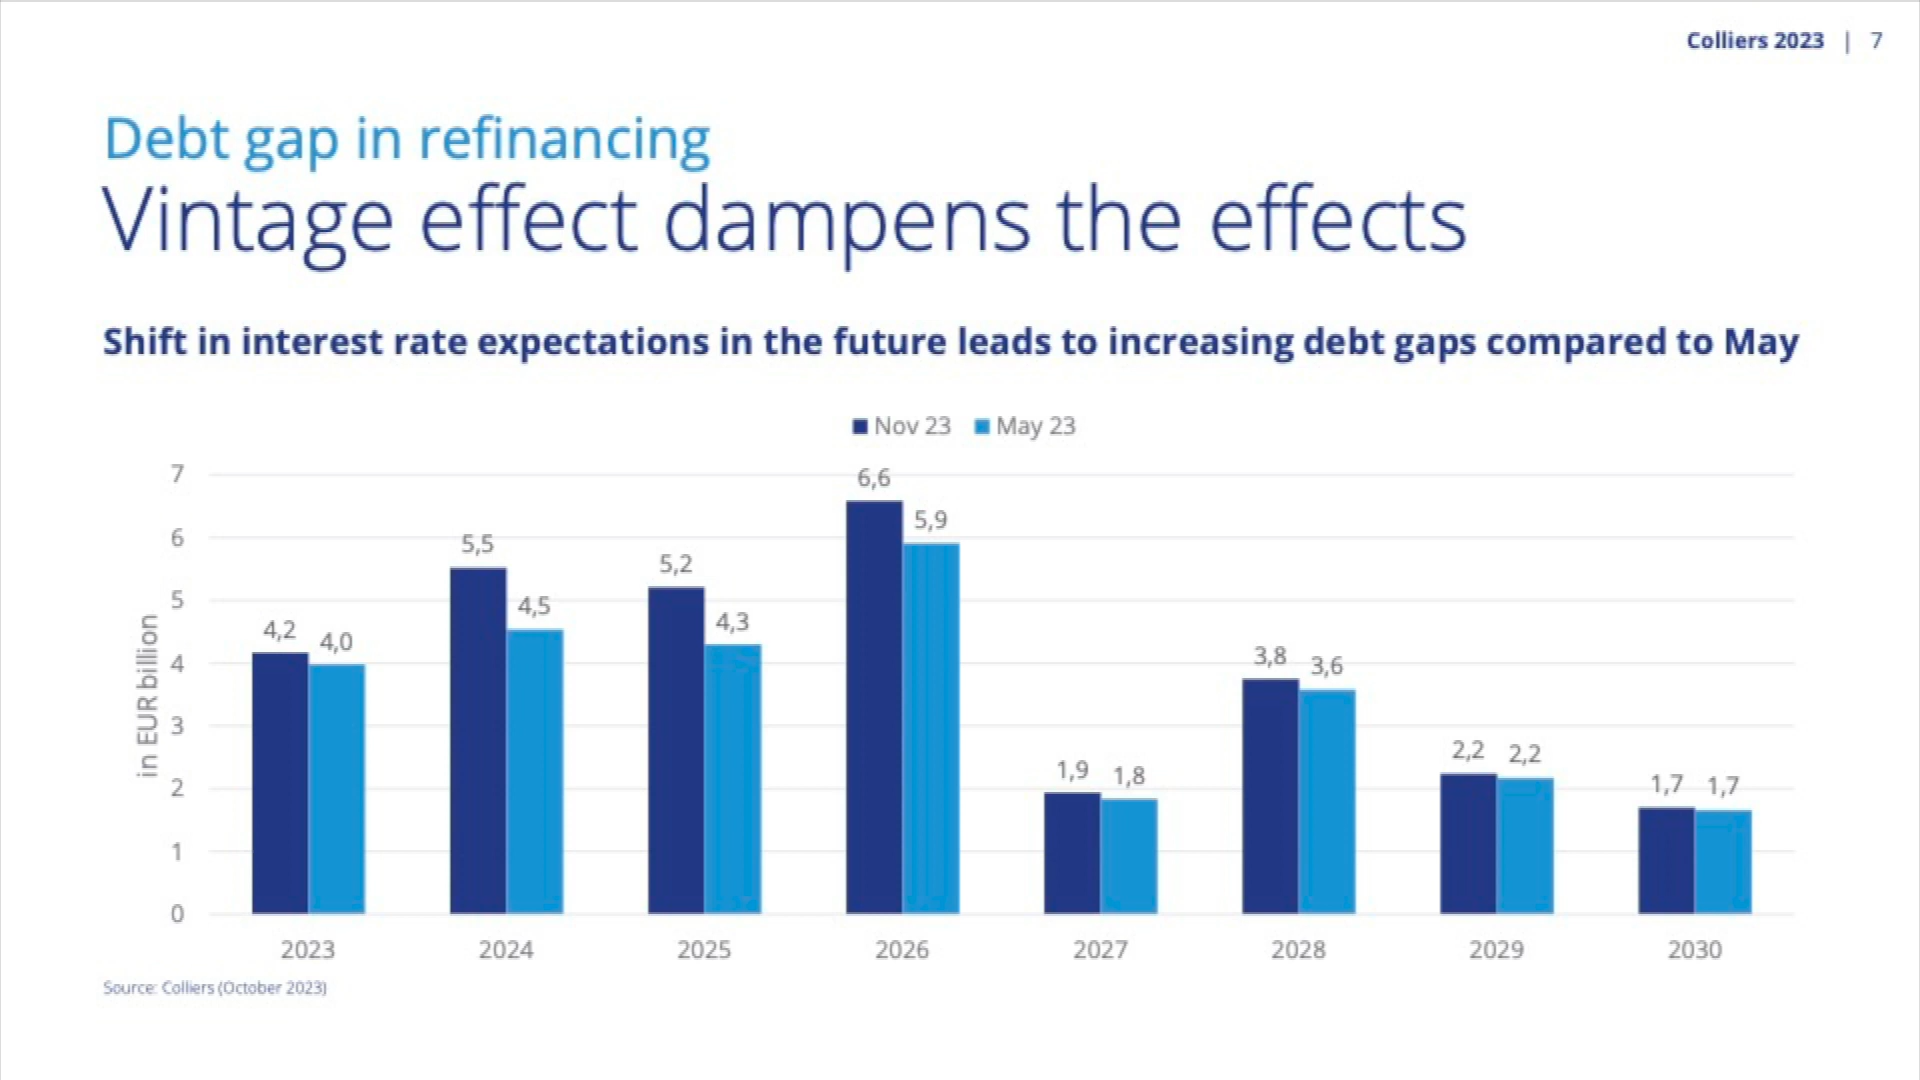 Colliers 2023 | 7
Debt gap in refinancing
Vintage effect dampens the effects
Shift in interest rate expectations in the future leads to increasing debt gaps compared to May
Nov 23 May 23
in EUR billion
7
6
5
4
3
2
1
0
4,2 4,0
5,5 4,5
5,2 4,3
6,6 5,9
1,9 1,8
3,8 3,6
2,2 2,2
1,7 1,7
2023 2024 2025 2026 2027 2028 2029 2030
Source: Colliers (October 2023)